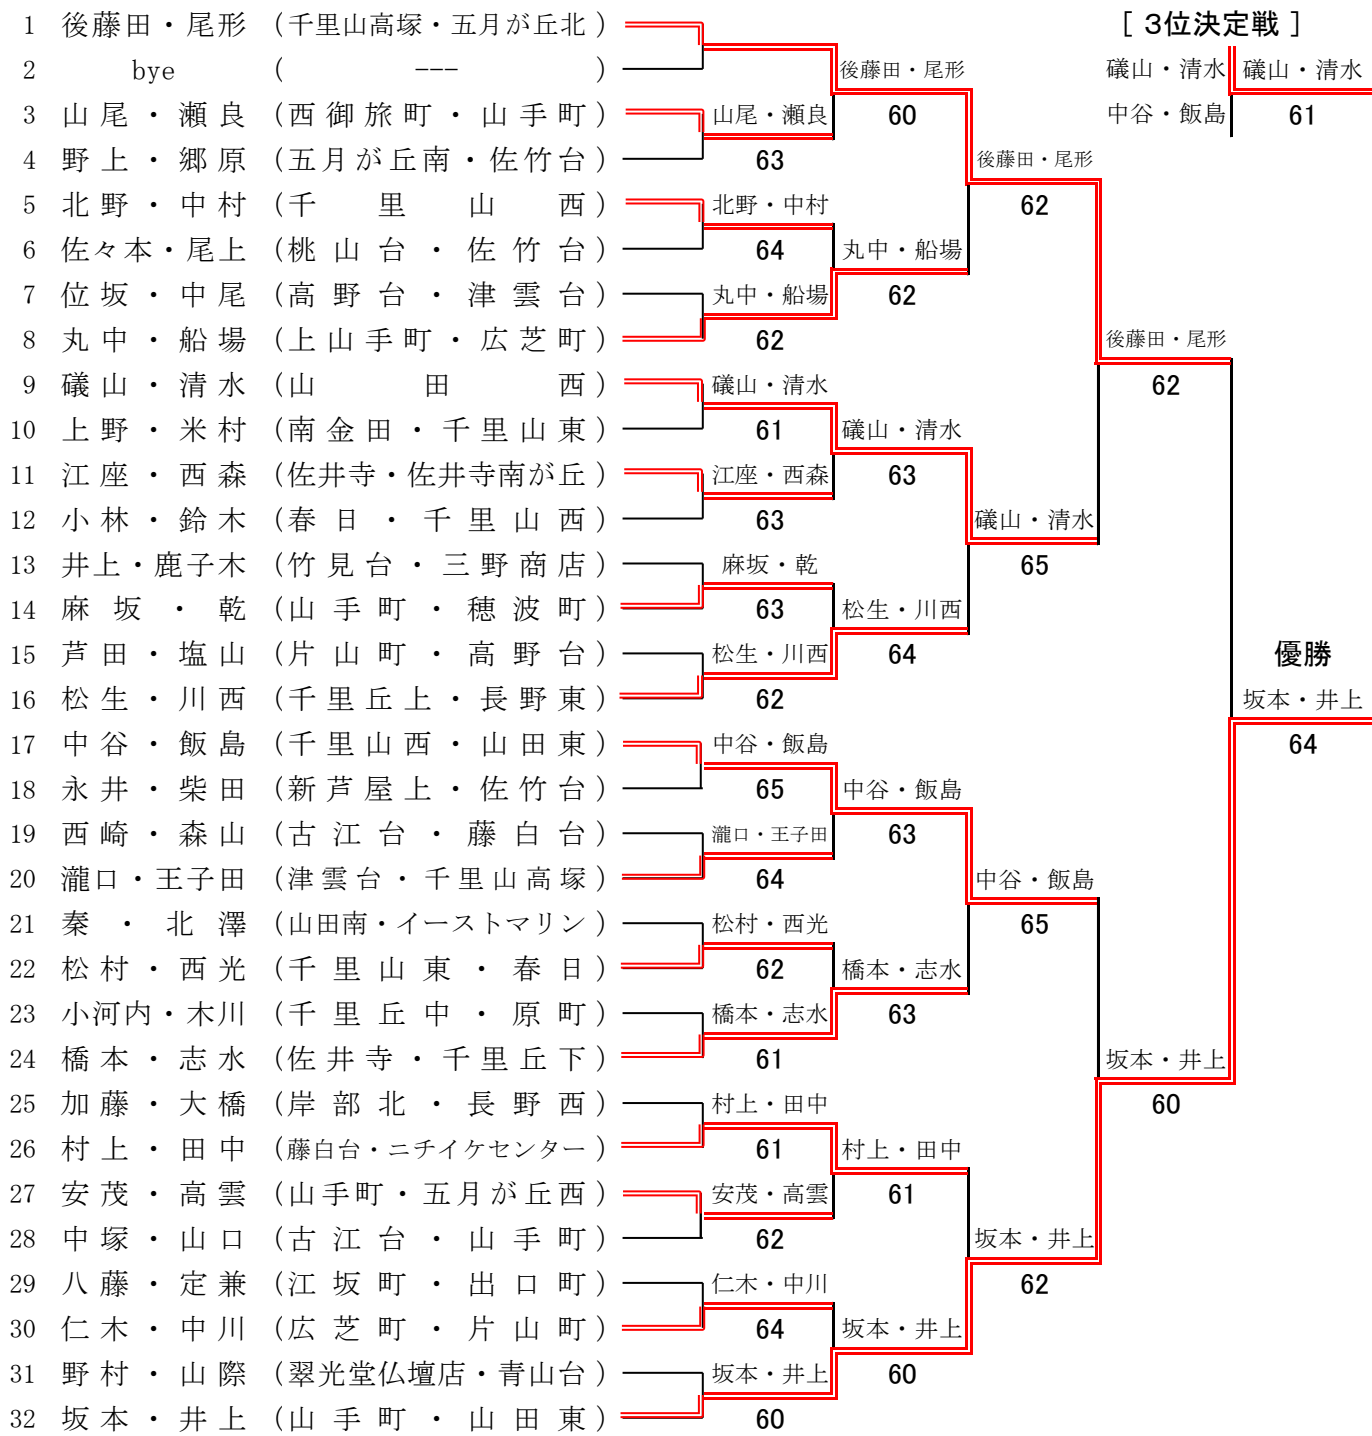 1 後藤田・尾形 (千里山高塚・五月が丘北) [ 3位決定戦 ]
2 bye ( --- ) 後藤田・尾形 礒山・清水 礒山・清水
3 山尾・瀬良 (西御旅町・山手町) 山尾・瀬良 60 中谷・飯島 61
4 野上・郷原 (五月が丘南・佐竹台) 63 後藤田・尾形
5 北野・中村 (千里山西) 北野・中村 62
6 佐々本・尾上 (桃山台・佐竹台) 64 丸中・船場
7 位坂・中尾 (高野台・津雲台) 丸中・船場 62
8 丸中・船場 (上山手町・広芝町) 62 後藤田・尾形
9 礒山・清水 (山田西) 礒山・清水 62
10 上野・米村 (南金田・千里山東) 61 礒山・清水
11 江座・西森 (佐井寺・佐井寺南が丘) 江座・西森 63
12 小林・鈴木 (春日・千里山西) 63 礒山・清水
13 井上・鹿子木 (竹見台・三野商店) 麻坂・乾 65
14 麻坂・乾 (山手町・穂波町) 63 松生・川西
15 芦田・塩山 (片山町・高野台) 松生・川西 64 優勝
16 松生・川西 (千里丘上・長野東) 62 坂本・井上
17 中谷・飯島 (千里山西・山田東) 中谷・飯島 64
18 永井・柴田 (新芦屋上・佐竹台) 65 中谷・飯島
19 西崎・森山 (古江台・藤白台) 瀧口・王子田 63
20 瀧口・王子田 (津雲台・千里山高塚) 64 中谷・飯島
21 秦・北澤 (山田南・イーストマリン) 松村・西光 65
22 松村・西光 (千里山東・春日) 62 橋本・志水
23 小河内・木川 (千里丘中・原町) 橋本・志水 63
24 橋本・志水 (佐井寺・千里丘下) 61 坂本・井上
25 加藤・大橋 (岸部北・長野西) 村上・田中 60
26 村上・田中 (藤白台・ニチイケセンター) 61 村上・田中
27 安茂・高雲 (山手町・五月が丘西) 安茂・高雲 61
28 中塚・山口 (古江台・山手町) 62 坂本・井上
29 八藤・定兼 (江坂町・出口町) 仁木・中川 62
30 仁木・中川 (広芝町・片山町) 64 坂本・井上
31 野村・山際 (翠光堂仏壇店・青山台) 坂本・井上 60
32 坂本・井上 (山手町・山田東) 60